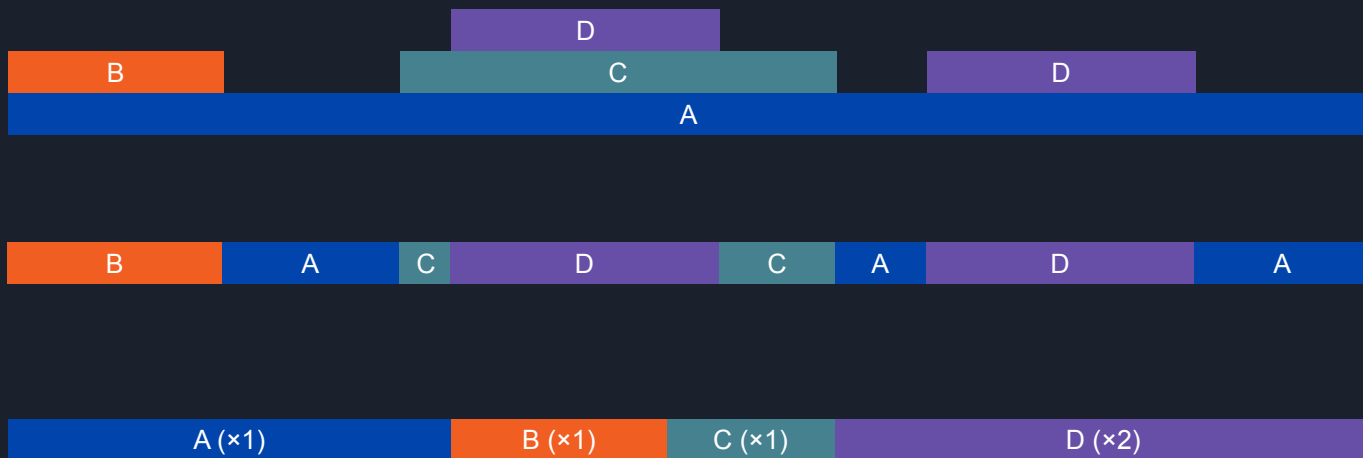 D
B C D
A
B A C D C A D A
A (×1) B (×1) C (×1) D (×2)